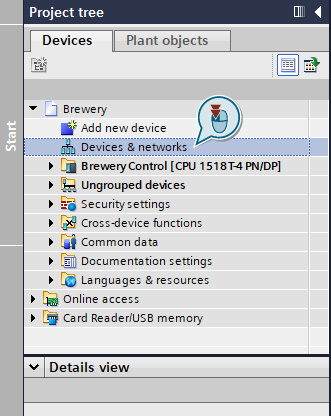 Project tree
Devices
Plant objects
Start
Brewery
Add new device
Devices & networks
Brewery Control [CPU 1518T-4 PN/DP]
Ungrouped devices
Security settings
Cross-device functions
Common data
Documentation settings
Languages & resources
Online access
Card Reader/USB memory
Details view